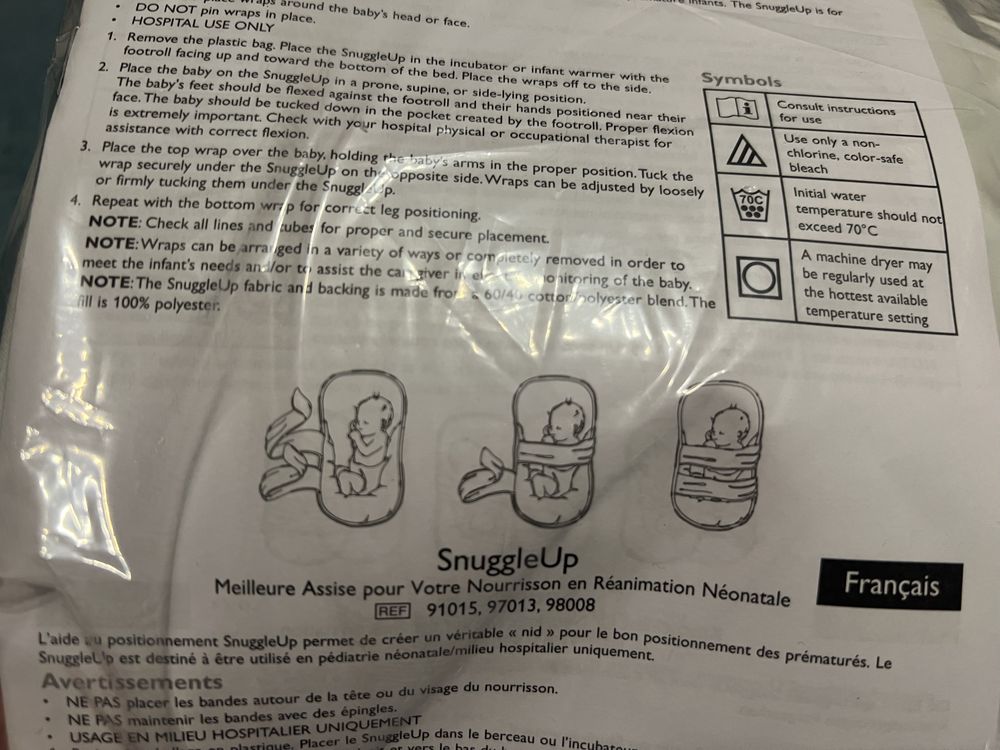 wraps around the baby's head or face.
infants. The SnuggleUp is for
• DO NOT pin wraps in place.
• HOSPITAL USE ONLY
1. Remove the plastic bag. Place the SnuggleUp in the incubator or infant warmer with the
footroll facing up and toward the bottom of the bed. Place the wraps off to the side.
2. Place the baby on the SnuggleUp in a prone, supine, or side-lying position.
The baby's feet should be flexed against the footroll and their hands positioned near their
face. The baby should be tucked down in the pocket created by the footroll. Proper flexion
is extremely important. Check with your hospital physical or occupational therapist for
assistance with correct flexion.
3. Place the top wrap over the baby, holding the baby's arms in the proper position. Tuck the
wrap securely under the SnuggleUp on the opposite side. Wraps can be adjusted by loosely
or firmly tucking them under the SnuggleUp.
4. Repeat with the bottom wrap for correct leg positioning.
NOTE: Check all lines and tubes for proper and secure placement.
NOTE: Wraps can be arranged in a variety of ways or completely removed in order to
meet the infant's needs and/or to assist the caregiver in monitoring of the baby.
NOTE: The SnuggleUp fabric and backing is made from a 60/40 cotton/polyester blend. The
fill is 100% polyester.
Symbols
Consult instructions
for use
Use only a non-
chlorine, color-safe
bleach
70C
Initial water
temperature should not
exceed 70°C
A machine dryer may
be regularly used at
the hottest available
temperature setting
SnuggleUp
Meilleure Assise pour Votre Nourrisson en Réanimation Néonatale
REF 91015, 97013, 98008
Français
L'aide au positionnement SnuggleUp permet de créer un véritable « nid » pour le bon positionnement des prématurés. Le
SnuggleUp est destiné à être utilisé en pédiatrie néonatale/milieu hospitalier uniquement.
Avertissements
• NE PAS placer les bandes autour de la tête ou du visage du nourrisson.
• NE PAS maintenir les bandes avec des épingles.
• USAGE EN MILIEU HOSPITALIER UNIQUEMENT
plastique. Placer le SnuggleUp dans le berceau ou l'incubateu
vers le bas du